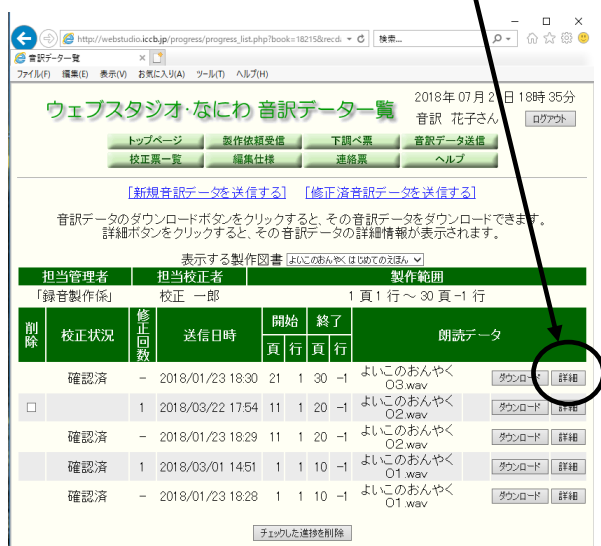 http://webstudio.iccb.jp/progress/progress_list.php?book=18215&recd 検索...
音訳データ一覧
ファイル(F) 編集(E) 表示(V) お気に入り(A) ツール(T) ヘルプ(H)
ウェブスタジオ・なにわ 音訳データ一覧
2018年 07月 2 日 18時 35分
音訳 花子さん ログアウト
トップページ 製作依頼受信 下調べ票 音訳データ送信
校正票一覧 編集仕様 連絡票 ヘルプ
[新規音訳データを送信する] [修正済音訳データを送信する]
音訳データのダウンロードボタンをクリックすると、その音訳データをダウンロードできます。
詳細ボタンをクリックすると、その音訳データの詳細情報が表示されます。
表示する製作図書 よいこのおんやく はじめてのえほん
担当管理者 担当校正者 製作範囲
「録音製作係」 校正 一郎 1 頁 1 行 ～ 30 頁 -1 行
削除 校正状況 修正回数 送信日時 開始 終了 朗読データ
頁 行 頁 行
確認済 - 2018/01/23 18:30 21 1 30 -1 よいこのおんやく
03.wav ダウンロード 詳細
1 2018/03/22 17:54 11 1 20 -1 よいこのおんやく
02.wav ダウンロード 詳細
確認済 - 2018/01/23 18:29 11 1 20 -1 よいこのおんやく
02.wav ダウンロード 詳細
確認済 1 2018/03/01 14:51 1 1 10 -1 よいこのおんやく
01.wav ダウンロード 詳細
確認済 - 2018/01/23 18:28 1 1 10 -1 よいこのおんやく
01.wav ダウンロード 詳細
チェックした進捗を削除